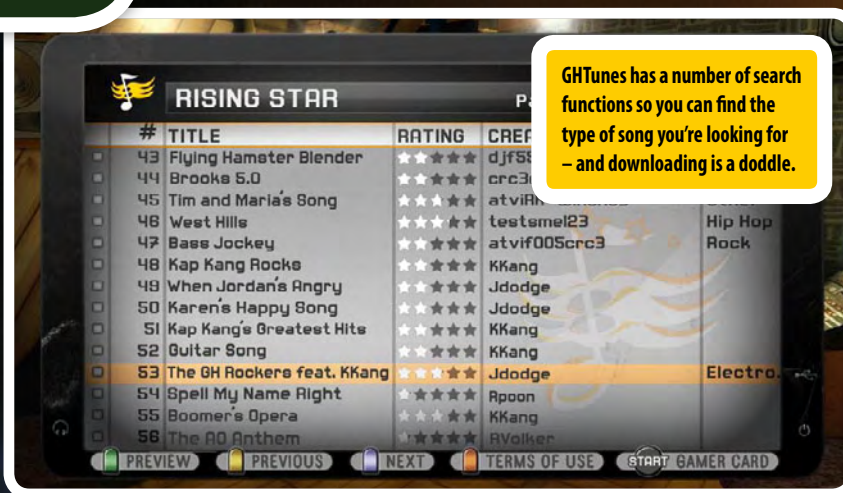 RISING STAR
GHTunes has a number of search
functions so you can find the
type of song you're looking for
– and downloading is a doddle.
# TITLE RATING
43 Flying Hamster Blender
44 Brooks 5.0
45 Tim and Maria's Song
46 West Hills testsmel23 Hip Hop
47 Bass Jockey atvif005crc3 Rock
48 Kap Kang Rocks KKang
49 When Jordan's Angry Jdodge
50 Karen's Happy Song Jdodge
51 Kap Kang's Greatest Hits KKang
52 Guitar Song KKang
53 The GH Rockers feat. KKang Jdodge Electro.
54 Spell My Name Right Rpoon
55 Boomer's Opera KKang
56 The AO Anthem RVolker
PREVIEW PREVIOUS NEXT TERMS OF USE START GAMER CARD